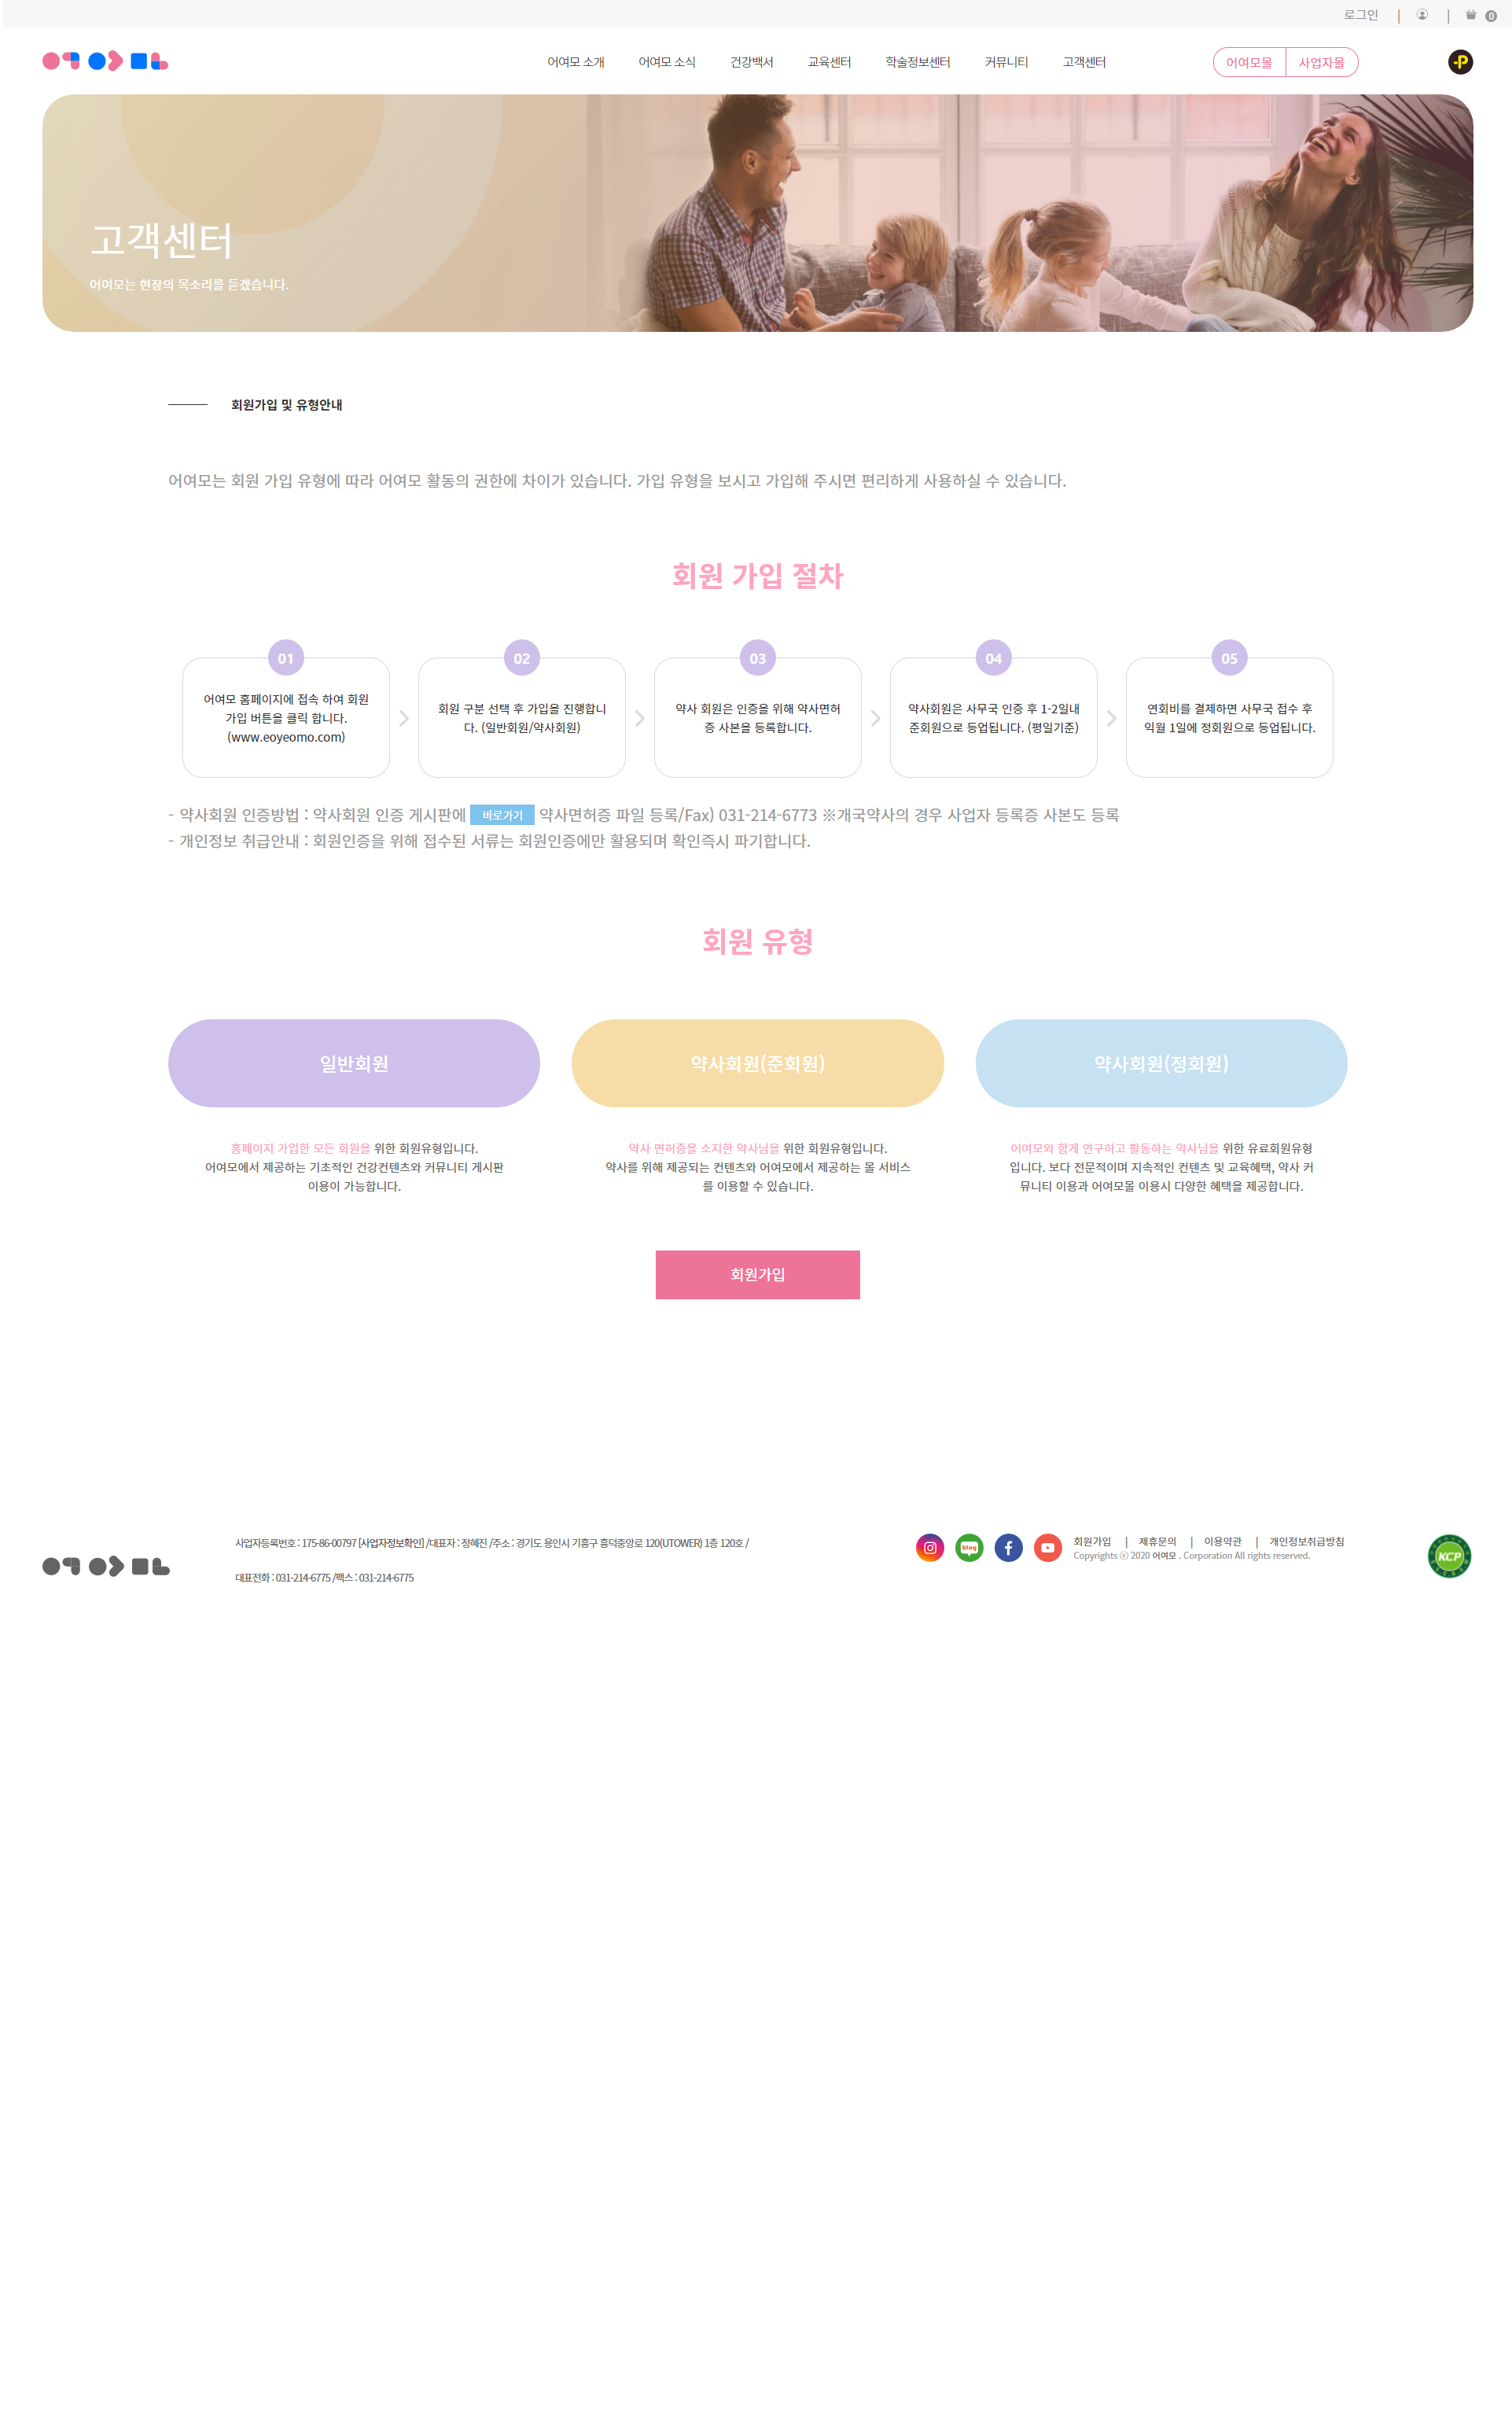 로그인 | | 0
어여모 소개 어여모 소식 건강백서 교육센터 학술정보센터 커뮤니티 고객센터 어여모몰 사업자몰 P
고객센터
어여모는 현장의 목소리를 듣겠습니다.
회원가입 및 유형안내
어여모는 회원 가입 유형에 따라 어여모 활동의 권한에 차이가 있습니다. 가입 유형을 보시고 가입해 주시면 편리하게 사용하실 수 있습니다.
회원 가입 절차
01
어여모 홈페이지에 접속 하여 회원
가입 버튼을 클릭 합니다.
(www.eoyeomo.com)
02
회원 구분 선택 후 가입을 진행합니
다. (일반회원/약사회원)
03
약사 회원은 인증을 위해 약사면허
증 사본을 등록합니다.
04
약사회원은 사무국 인증 후 1-2일내
준회원으로 등업됩니다. (평일기준)
05
연회비를 결제하면 사무국 접수 후
익월 1일에 정회원으로 등업됩니다.
- 약사회원 인증방법 : 약사회원 인증 게시판에 바로가기 약사면허증 파일 등록/Fax) 031-214-6773 ※개국약사의 경우 사업자 등록증 사본도 등록
- 개인정보 취급안내 : 회원인증을 위해 접수된 서류는 회원인증에만 활용되며 확인즉시 파기합니다.
회원 유형
일반회원
홈페이지 가입한 모든 회원을 위한 회원유형입니다.
어여모에서 제공하는 기초적인 건강컨텐츠와 커뮤니티 게시판
이용이 가능합니다.
약사회원(준회원)
약사 면허증을 소지한 약사님을 위한 회원유형입니다.
약사를 위해 제공되는 컨텐츠와 어여모에서 제공하는 몰 서비스
를 이용할 수 있습니다.
약사회원(정회원)
어여모와 함게 연구하고 활동하는 약사님을 위한 유료회원유형
입니다. 보다 전문적이며 지속적인 컨텐츠 및 교육혜택, 약사 커
뮤니티 이용과 어여모몰 이용시 다양한 혜택을 제공합니다.
회원가입
사업자등록번호 : 175-86-00797 [사업자정보확인] /대표자 : 정혜진 /주소 : 경기도 용인시 기흥구 흥덕중앙로 120(UTOWER) 1층 120호 /
대표전화 : 031-214-6775 /팩스 : 031-214-6775
blog
회원가입 | 제휴문의 | 이용약관 | 개인정보취급방침
Copyrights ⓒ 2020 어여모 . Corporation All rights reserved.
KCP